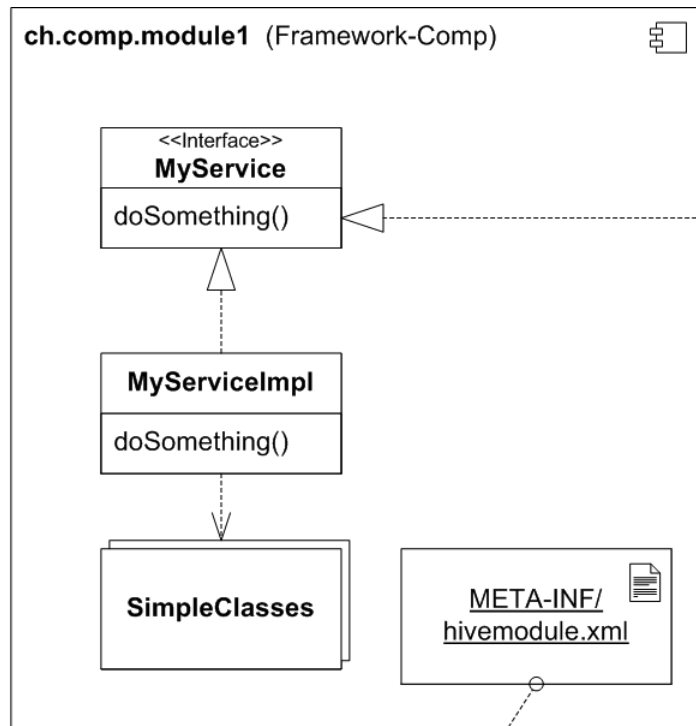 ch.comp.module1 (Framework-Comp)
<<Interface>>
MyService
doSomething()
MyServiceImpl
doSomething()
SimpleClasses
META-INF/
hivemodule.xml